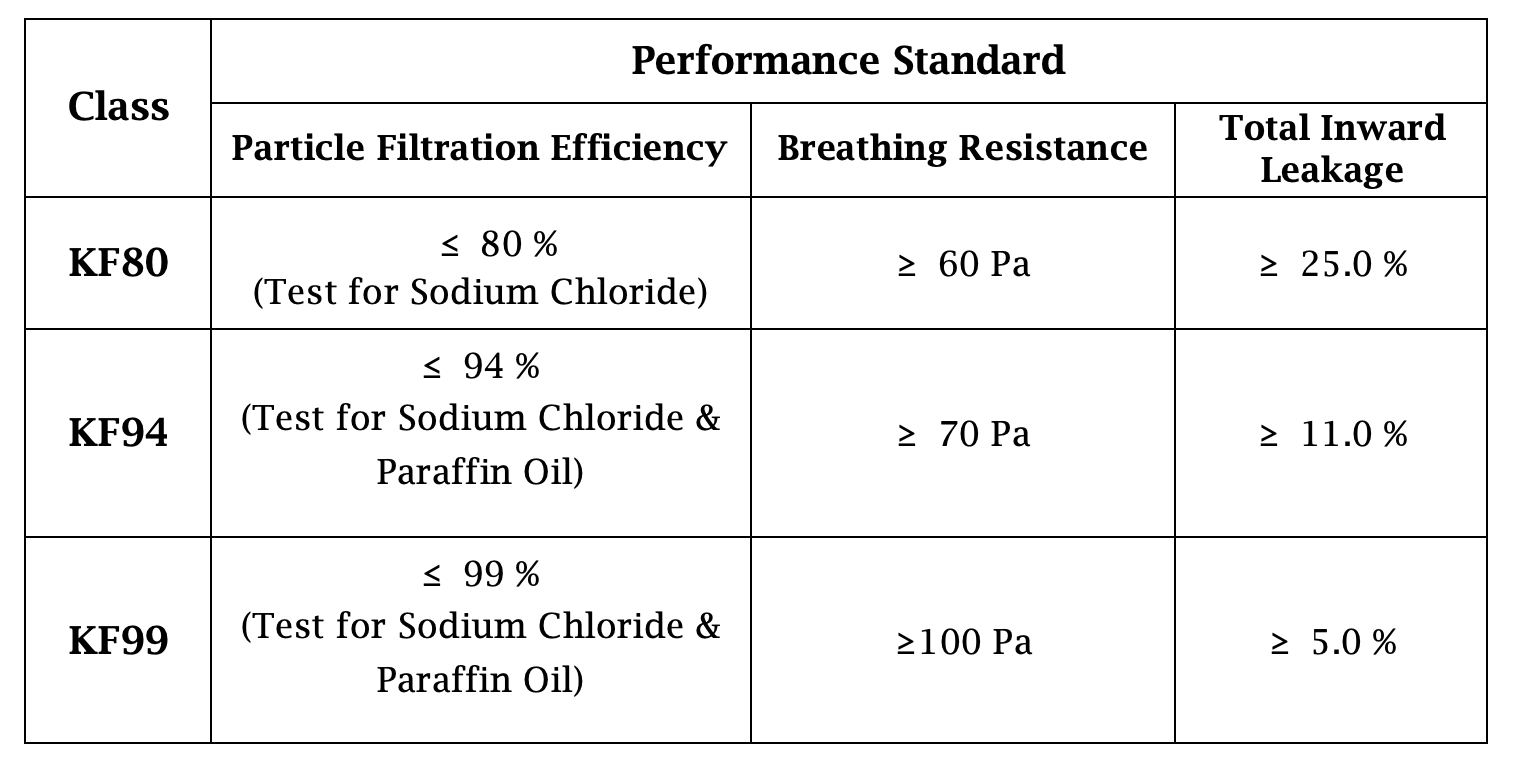 Class
Performance Standard
Particle Filtration Efficiency
Breathing Resistance
Total Inward
Leakage
KF80
≤ 80 %
(Test for Sodium Chloride)
≥ 60 Pa
≥ 25.0 %
KF94
≤ 94 %
(Test for Sodium Chloride &
Paraffin Oil)
≥ 70 Pa
≥ 11.0 %
KF99
≤ 99 %
(Test for Sodium Chloride &
Paraffin Oil)
≥100 Pa
≥ 5.0 %